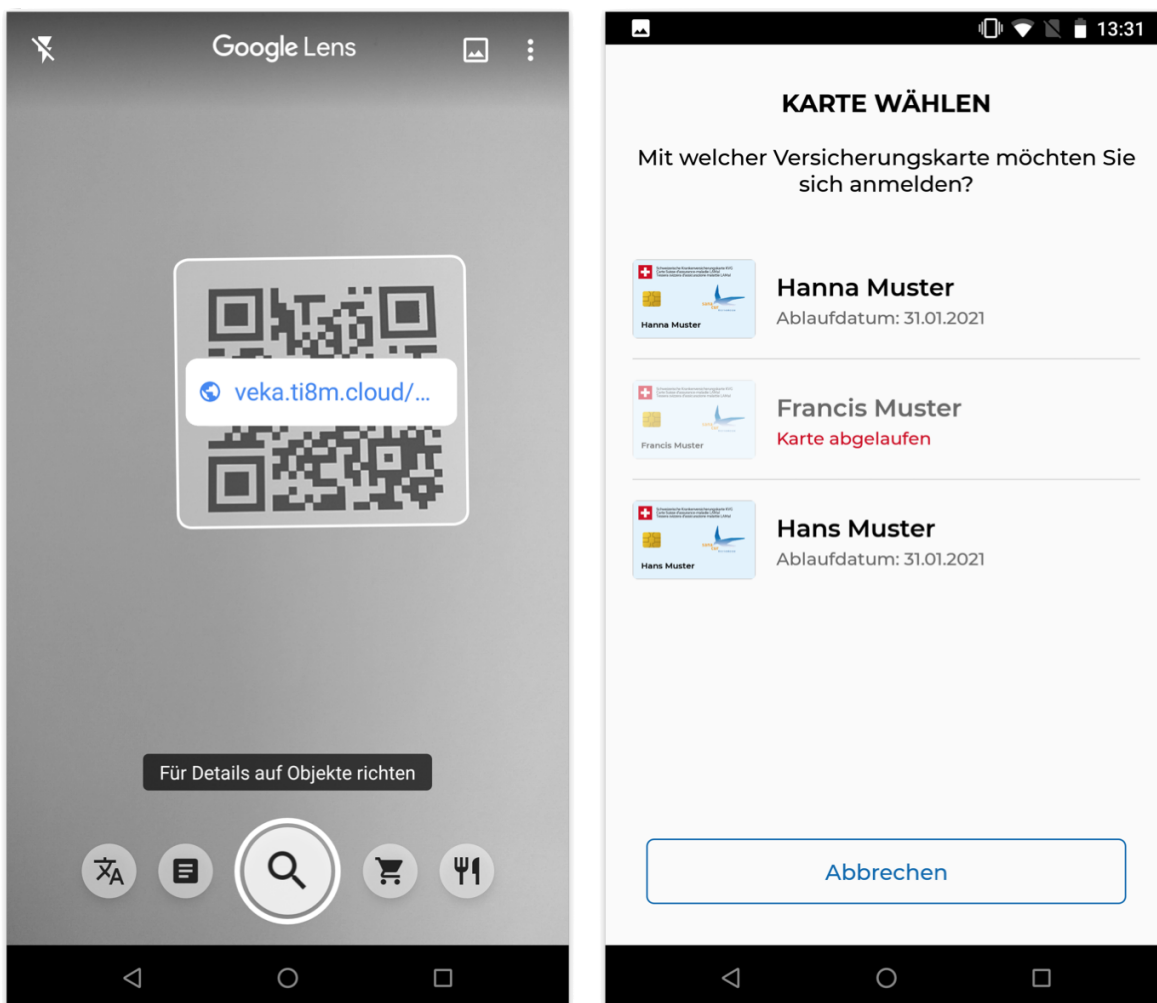 Google Lens
veka.ti8m.cloud/...
Für Details auf Objekte richten
13:31
KARTE WÄHLEN
Mit welcher Versicherungskarte möchten Sie
sich anmelden?
Hanna Muster
Hanna Muster
Ablaufdatum: 31.01.2021
Francis Muster
Francis Muster
Karte abgelaufen
Hans Muster
Hans Muster
Ablaufdatum: 31.01.2021
Abbrechen